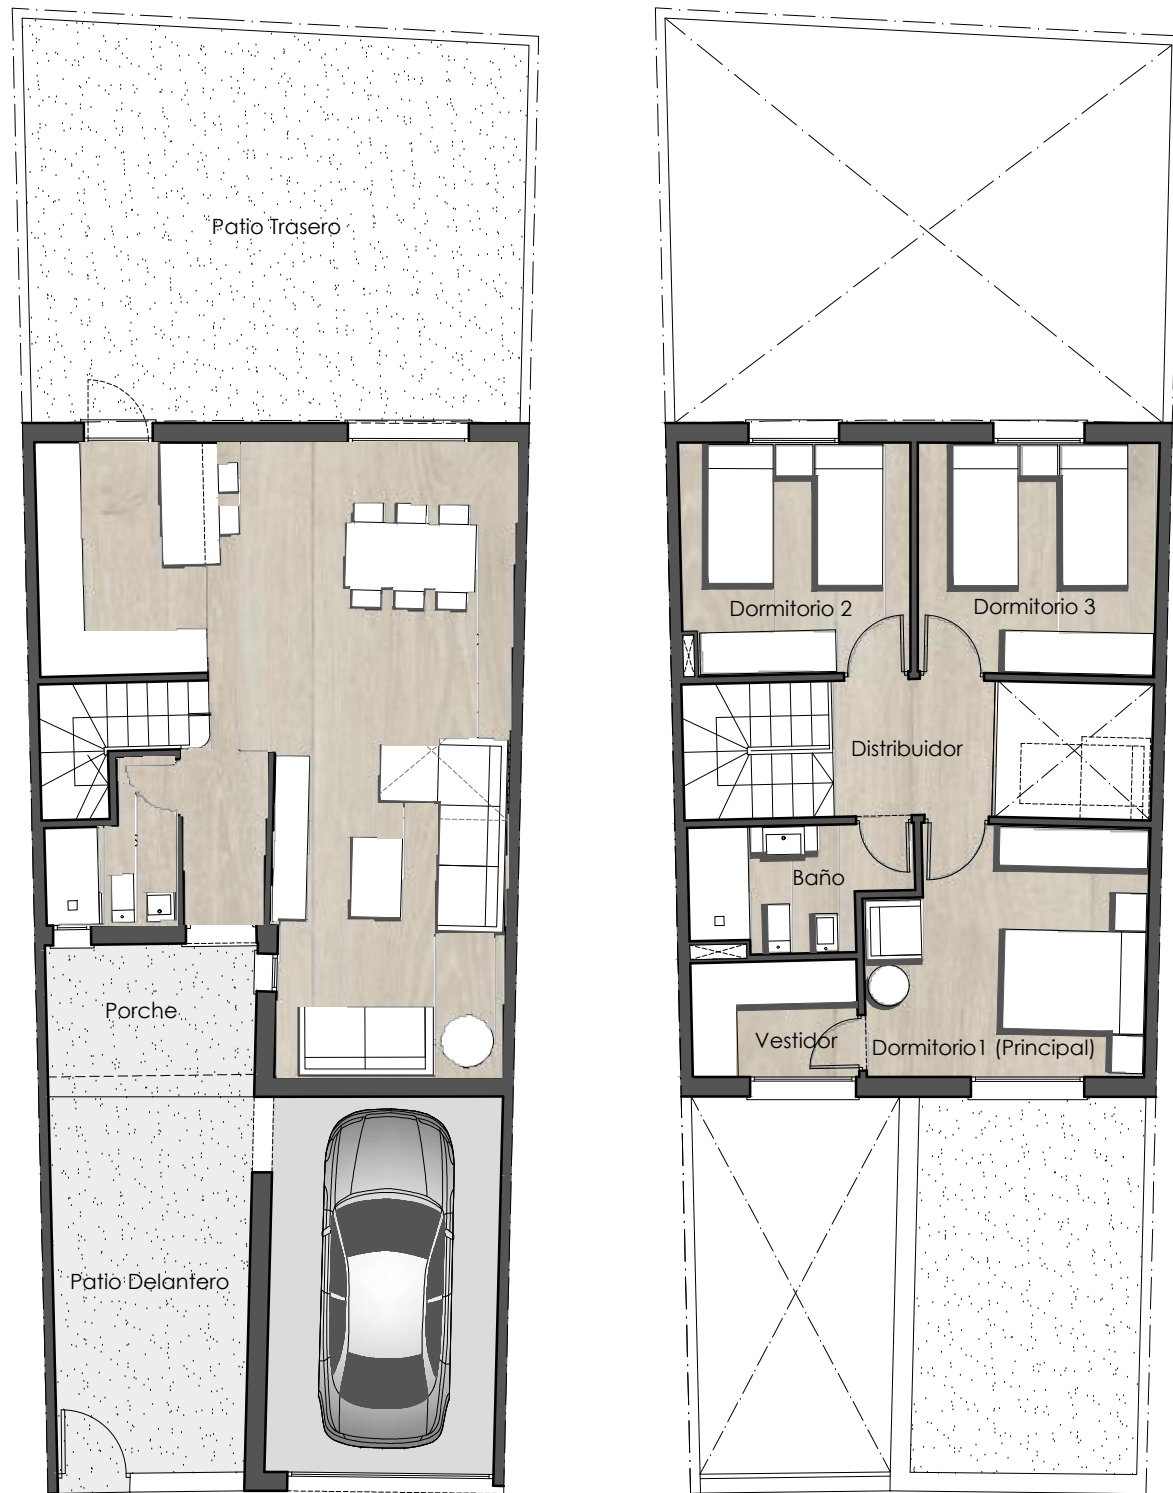 Patio Trasero
Porche
Patio Delantero
Dormitorio 2
Dormitorio 3
Distribuidor
Baño
Vestidor
Dormitorio1 (Principal)